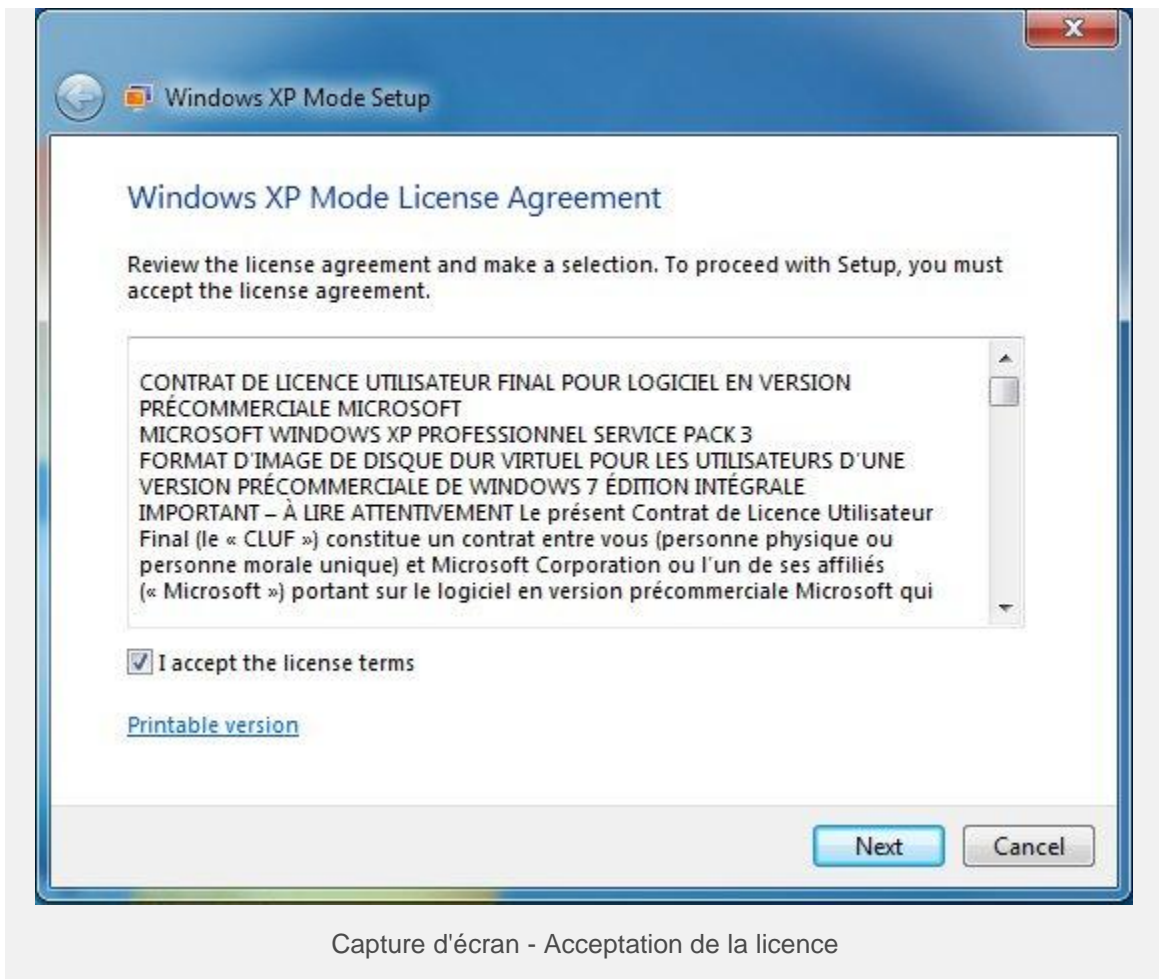 Windows XP Mode Setup
Windows XP Mode License Agreement
Review the license agreement and make a selection. To proceed with Setup, you must
accept the license agreement.
CONTRAT DE LICENCE UTILISATEUR FINAL POUR LOGICIEL EN VERSION
PRÉCOMMERCIALE MICROSOFT
MICROSOFT WINDOWS XP PROFESSIONNEL SERVICE PACK 3
FORMAT D'IMAGE DE DISQUE DUR VIRTUEL POUR LES UTILISATEURS D'UNE
VERSION PRÉCOMMERCIALE DE WINDOWS 7 ÉDITION INTÉGRALE
IMPORTANT – À LIRE ATTENTIVEMENT Le présent Contrat de Licence Utilisateur
Final (le « CLUF ») constitue un contrat entre vous (personne physique ou
personne morale unique) et Microsoft Corporation ou l'un de ses affiliés
(« Microsoft ») portant sur le logiciel en version précommerciale Microsoft qui
I accept the license terms
Printable version
Next
Cancel
Capture d'écran - Acceptation de la licence